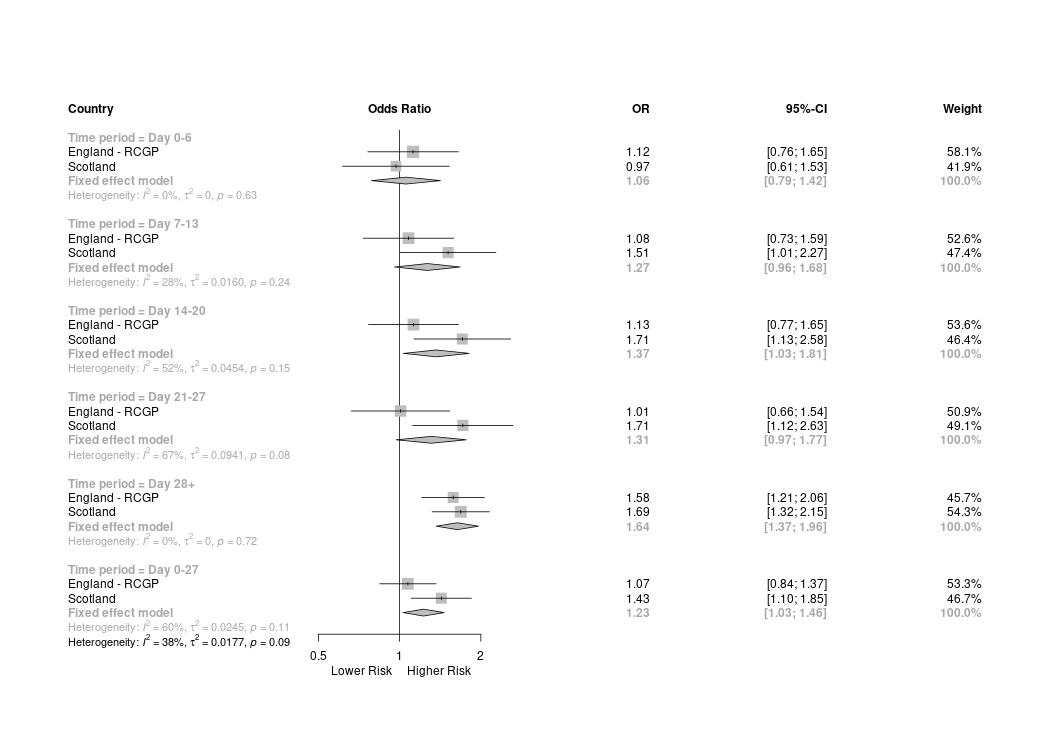 Country Odds Ratio OR 95%-CI Weight
Time period = Day 0-6
England - RCGP 1.12 [0.76; 1.65] 58.1%
Scotland 0.97 [0.61; 1.53] 41.9%
Fixed effect model 1.06 [0.79; 1.42] 100.0%
Heterogeneity: I² = 0%, τ² = 0, p = 0.63
Time period = Day 7-13
England - RCGP 1.08 [0.73; 1.59] 52.6%
Scotland 1.51 [1.01; 2.27] 47.4%
Fixed effect model 1.27 [0.96; 1.68] 100.0%
Heterogeneity: I² = 28%, τ² = 0.0160, p = 0.24
Time period = Day 14-20
England - RCGP 1.13 [0.77; 1.65] 53.6%
Scotland 1.71 [1.13; 2.58] 46.4%
Fixed effect model 1.37 [1.03; 1.81] 100.0%
Heterogeneity: I² = 52%, τ² = 0.0454, p = 0.15
Time period = Day 21-27
England - RCGP 1.01 [0.66; 1.54] 50.9%
Scotland 1.71 [1.12; 2.63] 49.1%
Fixed effect model 1.31 [0.97; 1.77] 100.0%
Heterogeneity: I² = 67%, τ² = 0.0941, p = 0.08
Time period = Day 28+
England - RCGP 1.58 [1.21; 2.06] 45.7%
Scotland 1.69 [1.32; 2.15] 54.3%
Fixed effect model 1.64 [1.37; 1.96] 100.0%
Heterogeneity: I² = 0%, τ² = 0, p = 0.72
Time period = Day 0-27
England - RCGP 1.07 [0.84; 1.37] 53.3%
Scotland 1.43 [1.10; 1.85] 46.7%
Fixed effect model 1.23 [1.03; 1.46] 100.0%
Heterogeneity: I² = 60%, τ² = 0.0245, p = 0.11
Heterogeneity: I² = 38%, τ² = 0.0177, p = 0.09
0.5 1 2
Lower Risk Higher Risk